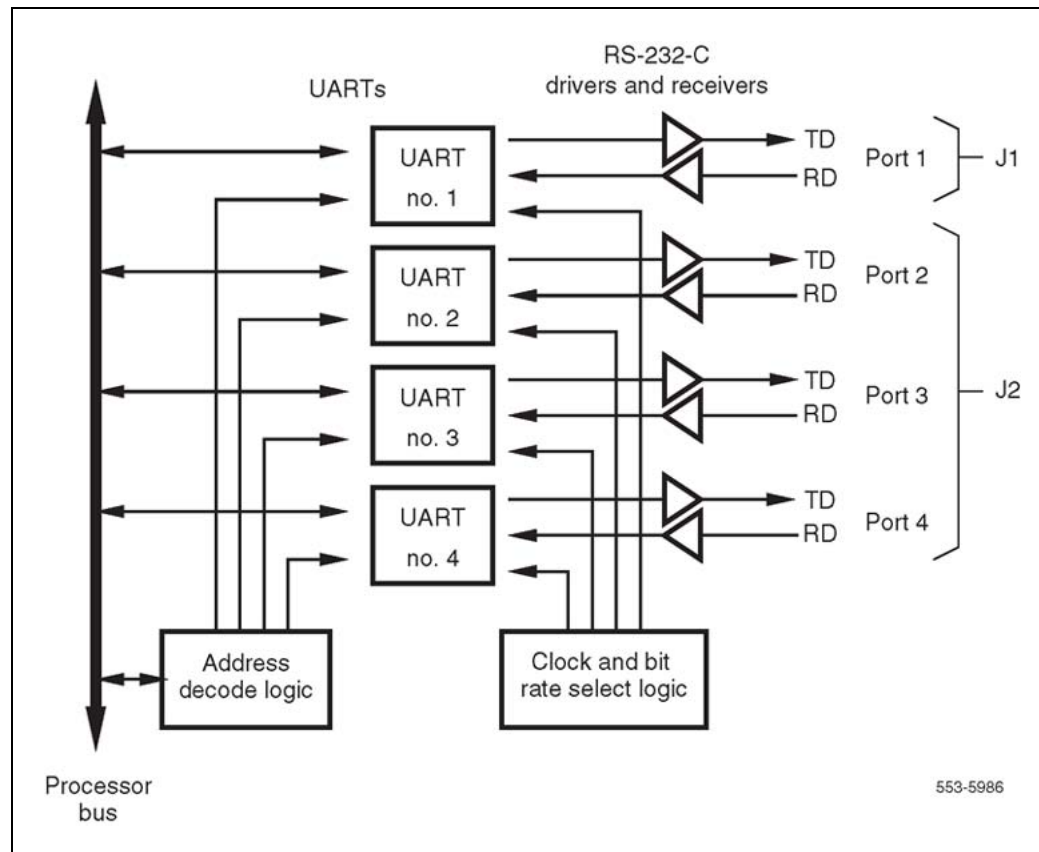 RS-232-C
drivers and receivers
UARTs
UART
no. 1
TD
RD
Port 1
J1
UART
no. 2
TD
RD
Port 2
UART
no. 3
TD
RD
Port 3
J2
UART
no. 4
TD
RD
Port 4
Address
decode logic
Clock and bit
rate select logic
Processor
bus
553-5986